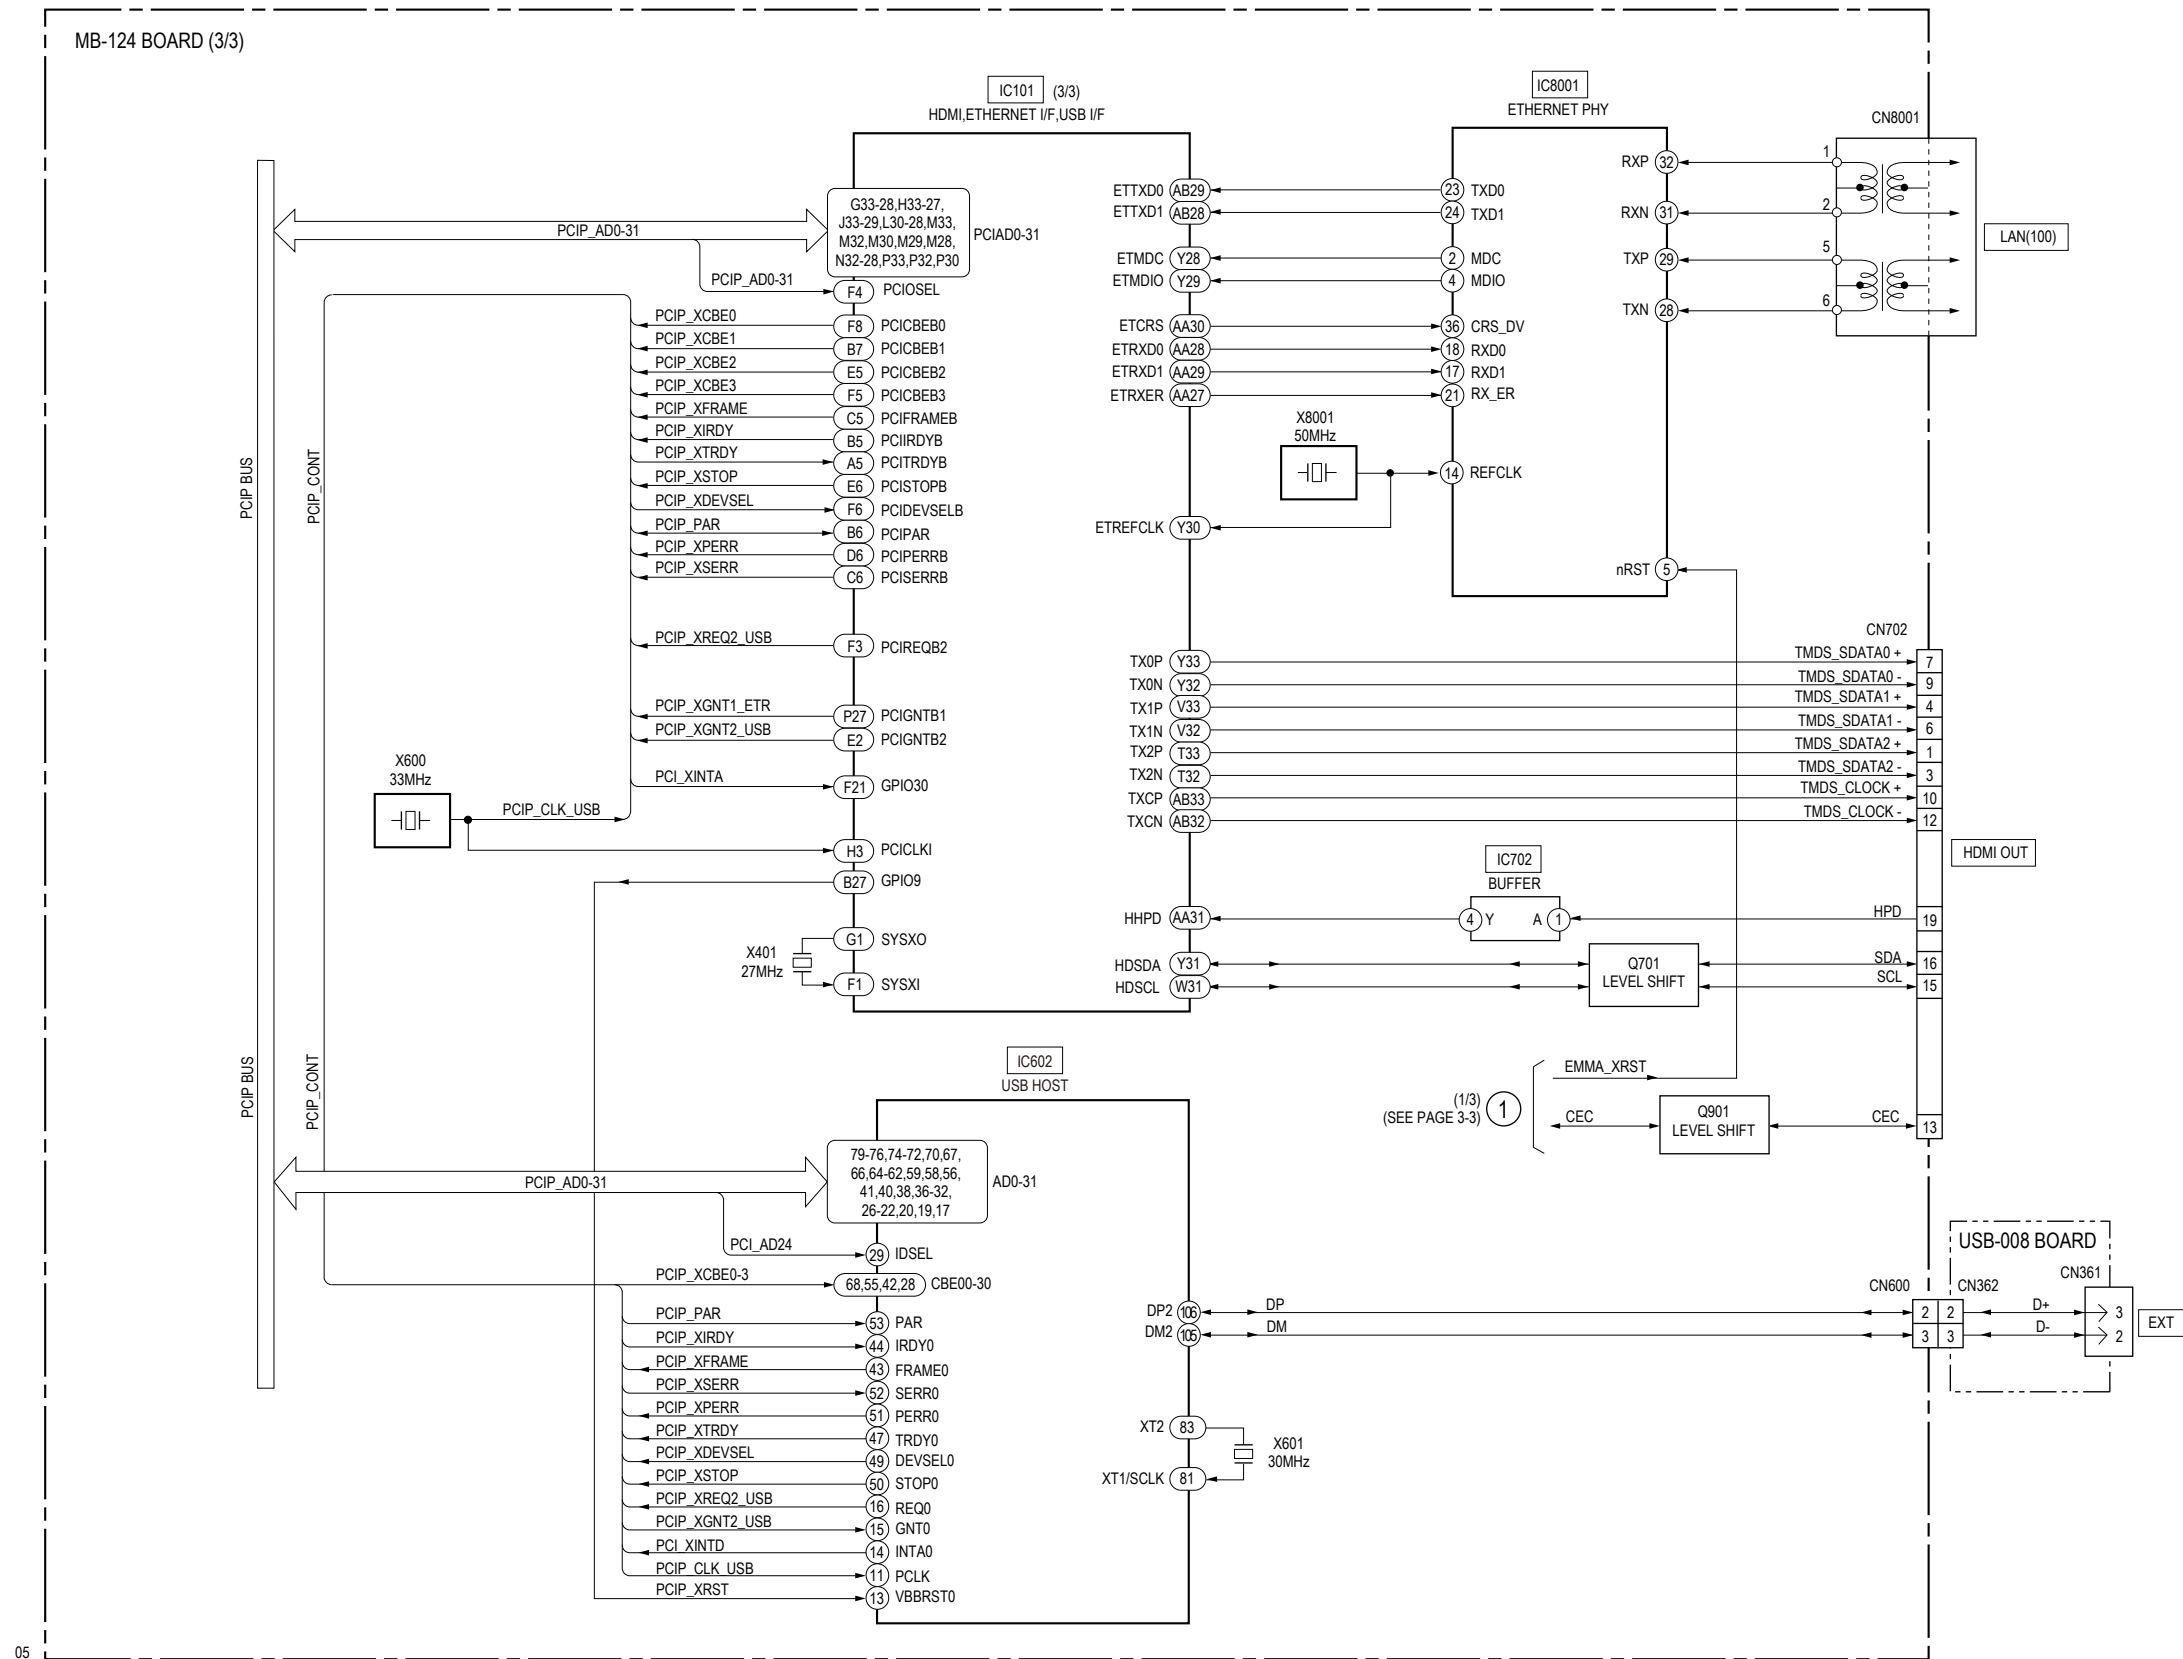 MB-124 BOARD (3/3)
IC101 (3/3)
HDMI,ETHERNET I/F,USB I/F
IC8001
ETHERNET PHY
CN8001
PCIP BUS
PCIP_CONT
PCIP_AD0-31
G33-28,H33-27,
J33-29,L30-28,M33,
M32,M30,M29,M28,
N32-28,P33,P32,P30
PCIAD0-31
PCIP_AD0-31 F4 PCIOSEL
PCIP_XCBE0 F8 PCICBEB0
PCIP_XCBE1 B7 PCICBEB1
PCIP_XCBE2 E5 PCICBEB2
PCIP_XCBE3 F5 PCICBEB3
PCIP_XFRAME C5 PCIFRAMEB
PCIP_XIRDY B5 PCIIRDYB
PCIP_XTRDY A5 PCITRDYB
PCIP_XSTOP E6 PCISTOPB
PCIP_XDEVSEL F6 PCIDEVSELB
PCIP_PAR B6 PCIPAR
PCIP_XPERR D6 PCIPERRB
PCIP_XSERR C6 PCISERRB
PCIP_XREQ2_USB F3 PCIREQB2
PCIP_XGNT1_ETR P27 PCIGNTB1
PCIP_XGNT2_USB E2 PCIGNTB2
PCI_XINTA F21 GPIO30
X600
33MHz
PCIP_CLK_USB
H3 PCICLKI
B27 GPIO9
G1 SYSXO
X401
27MHz
F1 SYSXI
ETTXD0 AB29 23 TXD0
ETTXD1 AB28 24 TXD1
ETMDC Y28 2 MDC
ETMDIO Y29 4 MDIO
ETCRS AA30 36 CRS_DV
ETRXD0 AA28 18 RXD0
ETRXD1 AA29 17 RXD1
ETRXER AA27 21 RX_ER
X8001
50MHz
14 REFCLK
ETREFCLK Y30
RXP 32 1
RXN 31 2
TXP 29 5
TXN 28 6
LAN(100)
nRST 5
CN702
TX0P Y33 TMDS_SDATA0 + 7
TX0N Y32 TMDS_SDATA0 - 9
TX1P V33 TMDS_SDATA1 + 4
TX1N V32 TMDS_SDATA1 - 6
TX2P T33 TMDS_SDATA2 + 1
TX2N T32 TMDS_SDATA2 - 3
TXCP AB33 TMDS_CLOCK + 10
TXCN AB32 TMDS_CLOCK - 12
HDMI OUT
IC702
BUFFER
HHPD AA31 4 Y A 1 HPD 19
HDSDA Y31 SDA 16
HDSCL W31 SCL 15
Q701
LEVEL SHIFT
EMMA_XRST
(1/3)
(SEE PAGE 3-3)
1
CEC
Q901
LEVEL SHIFT
CEC 13
PCIP BUS
PCIP_CONT
IC602
USB HOST
PCIP_AD0-31
79-76,74-72,70,67,
66,64-62,59,58,56,
41,40,38,36-32,
26-22,20,19,17
AD0-31
PCI_AD24 29 IDSEL
PCIP_XCBE0-3 68,55,42,28 CBE00-30
PCIP_PAR 53 PAR
PCIP_XIRDY 44 IRDY0
PCIP_XFRAME 43 FRAME0
PCIP_XSERR 52 SERR0
PCIP_XPERR 51 PERR0
PCIP_XTRDY 47 TRDY0
PCIP_XDEVSEL 49 DEVSEL0
PCIP_XSTOP 50 STOP0
PCIP_XREQ2_USB 16 REQ0
PCIP_XGNT2_USB 15 GNT0
PCI_XINTD 14 INTA0
PCIP_CLK_USB 11 PCLK
PCIP_XRST 13 VBBRST0
USB-008 BOARD
CN600 CN362 CN361
DP2 106 DP 2 2 D+ 3
DM2 105 DM 3 3 D- 2
EXT
XT2 83
X601
30MHz
XT1/SCLK 81
05